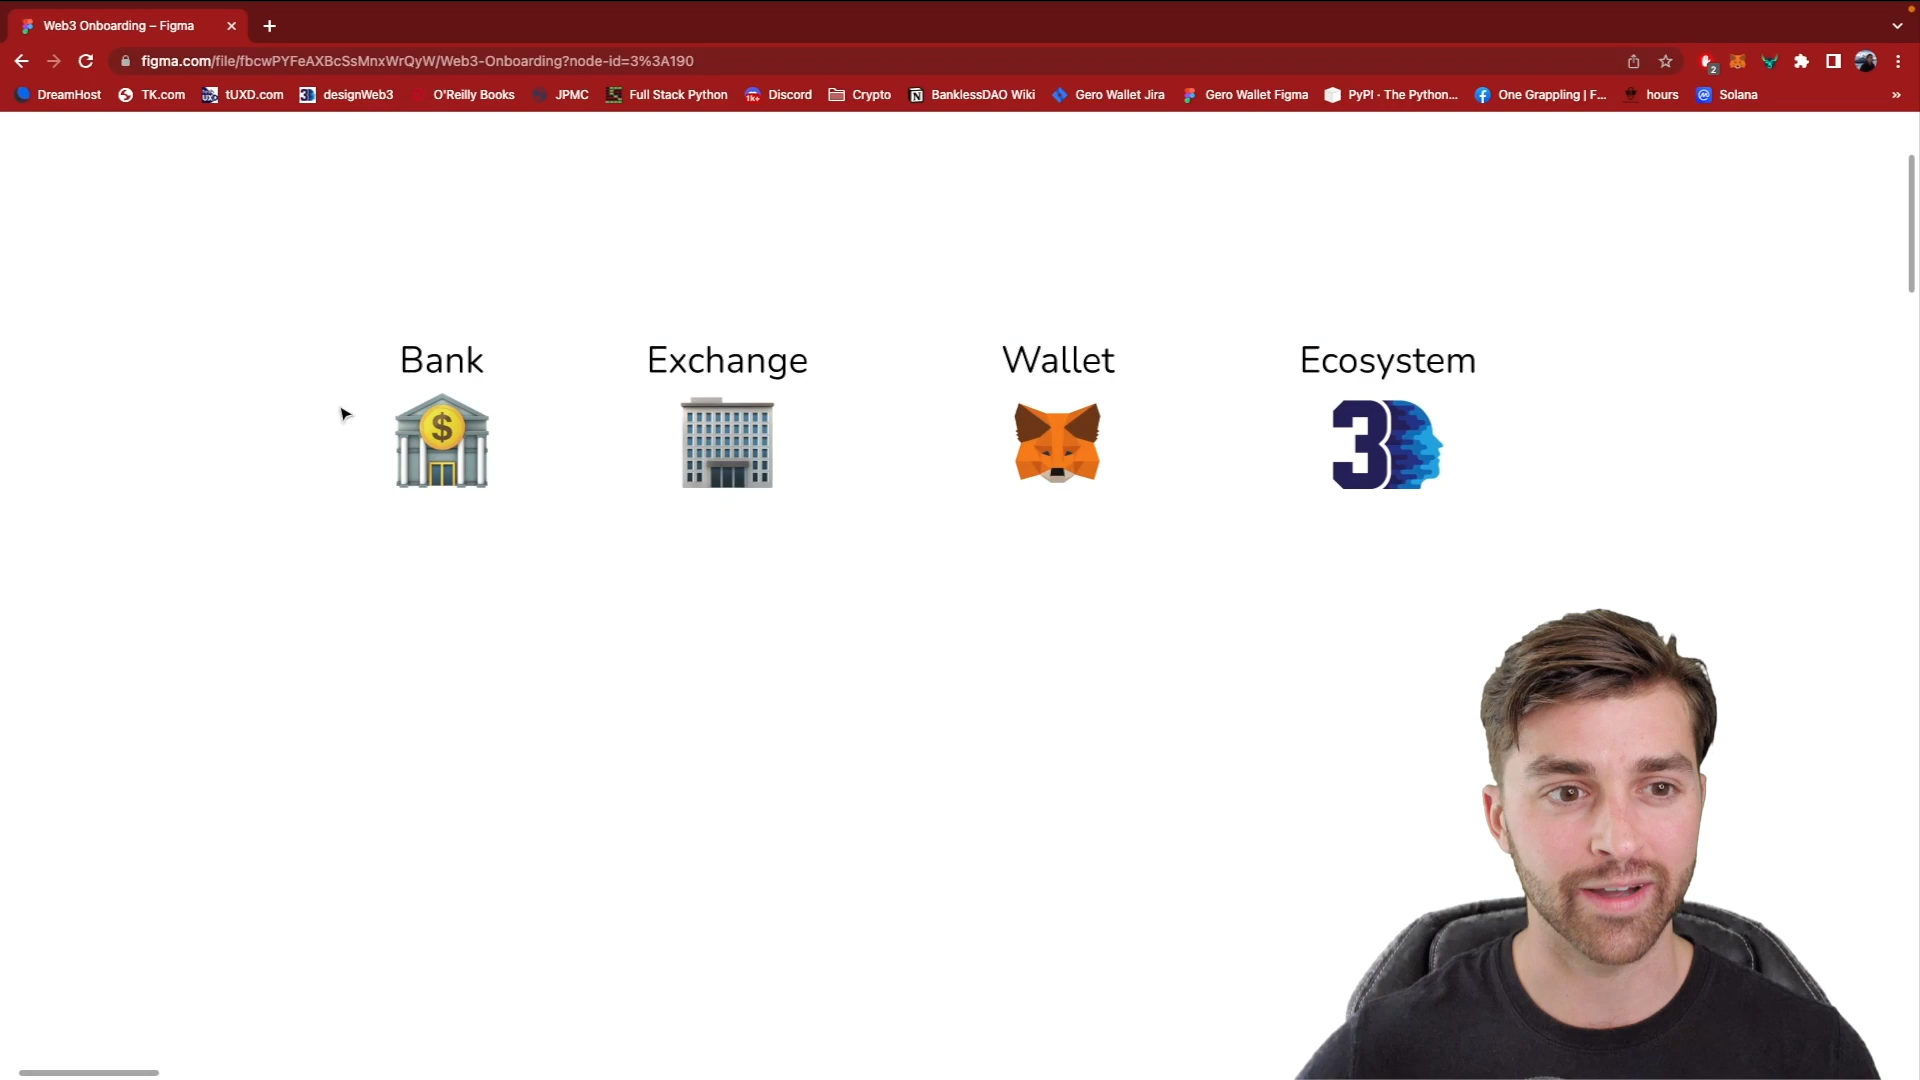 Web3 Onboarding – Figma
figma.com/file/fbcwPYFeAXBcSsMnxWrQyW/Web3-Onboarding?node-id=3%3A190
2
DreamHost TK.com tUXD.com designWeb3 O'Reilly Books JPMC Full Stack Python Discord Crypto BanklessDAO Wiki Gero Wallet Jira Gero Wallet Figma PyPI · The Python... One Grappling | F... hours Solana »
Bank Exchange Wallet Ecosystem
$ 3